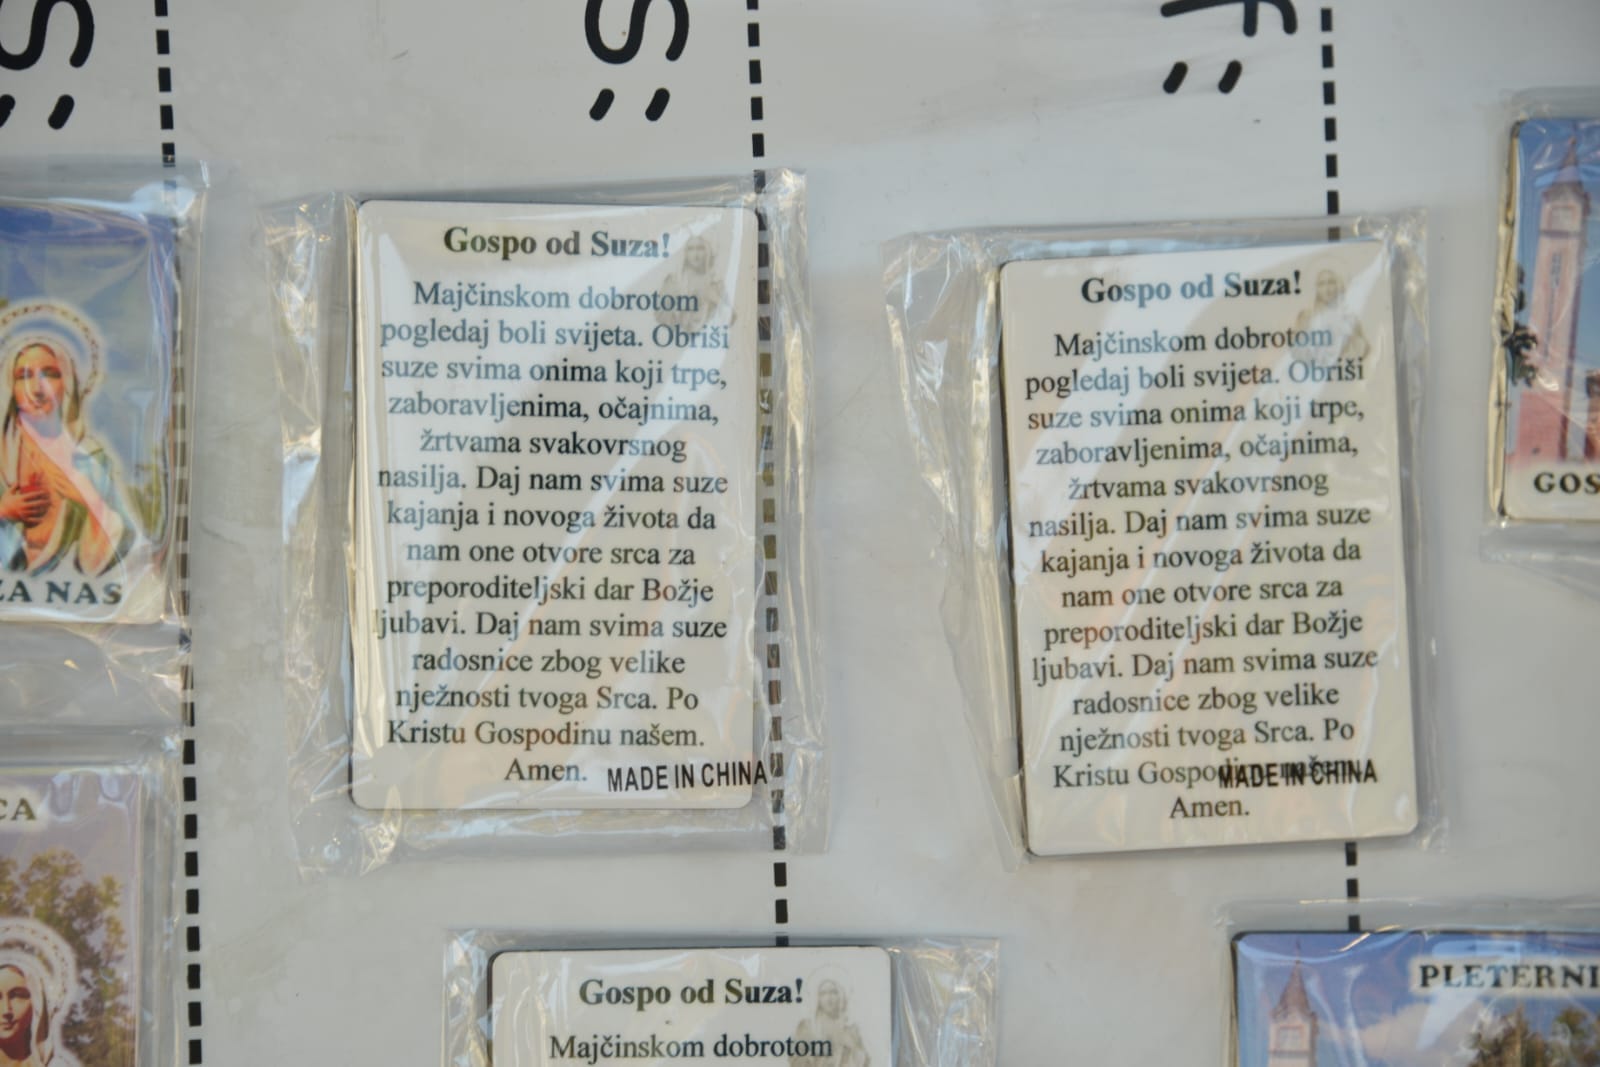 S
S
ZA NAS
CA
Gospo od Suza!
Majčinskom dobrotom
pogledaj boli svijeta. Obriši
suze svima onima koji trpe,
zaboravljenima, očajnima,
žrtvama svakovrsnog
nasilja. Daj nam svima suze
kajanja i novoga života da
nam one otvore srca za
preporoditeljski dar Božje
ljubavi. Daj nam svima suze
radosnice zbog velike
nježnosti tvoga Srca. Po
Kristu Gospodinu našem.
Amen.
MADE IN CHINA
Gospo od Suza!
Majčinskom dobrotom
pogledaj boli svijeta. Obriši
suze svima onima koji trpe,
zaboravljenima, očajnima,
žrtvama svakovrsnog
nasilja. Daj nam svima suze
kajanja i novoga života da
nam one otvore srca za
preporoditeljski dar Božje
ljubavi. Daj nam svima suze
radosnice zbog velike
nježnosti tvoga Srca. Po
Kristu Gospodinu našem.
MADE IN CHINA
Amen.
Gospo od Suza!
Majčinskom dobrotom
GOS
PLETERNI